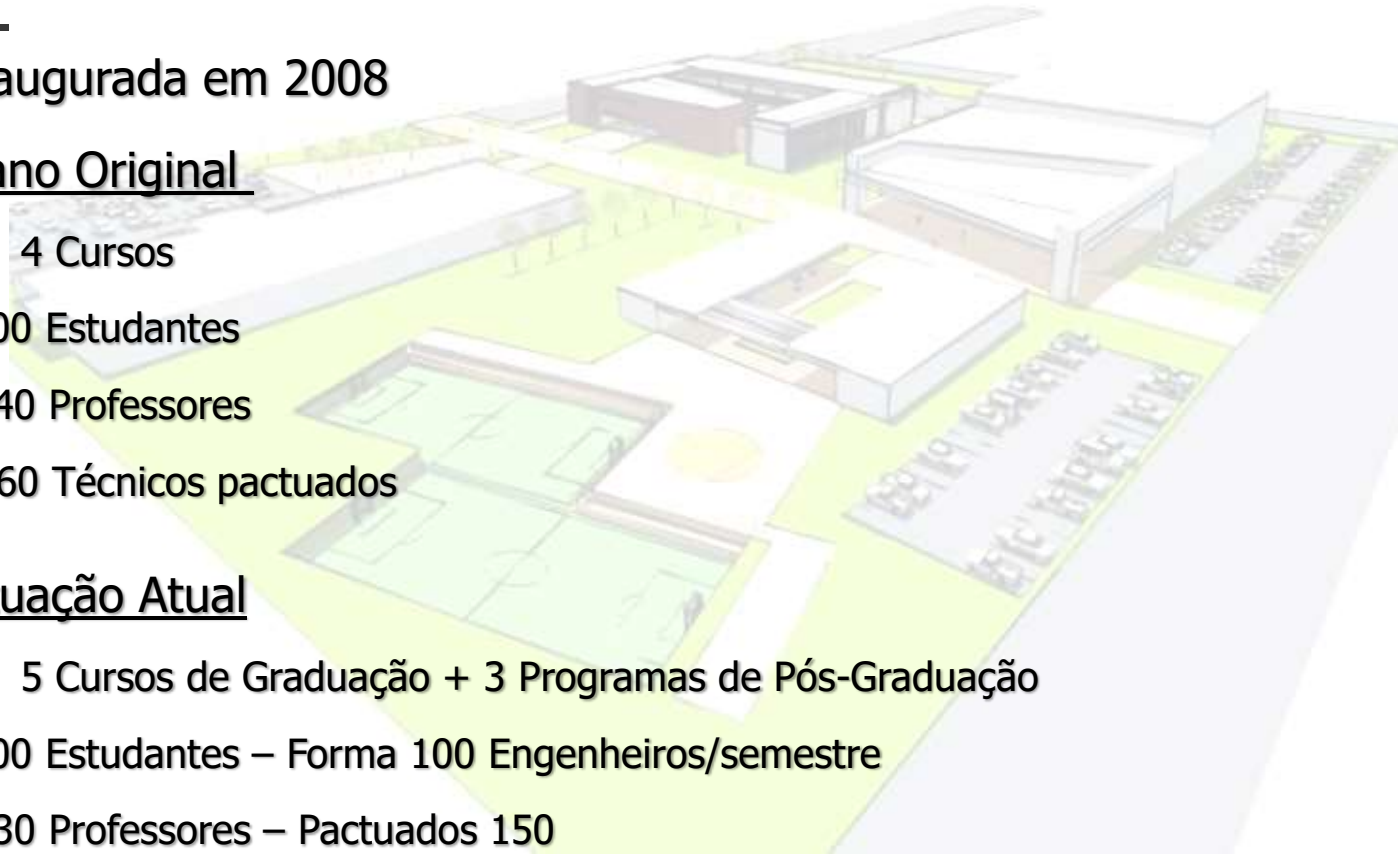 augurada em 2008
ano Original
4 Cursos
00 Estudantes
40 Professores
60 Técnicos pactuados
uação Atual
5 Cursos de Graduação + 3 Programas de Pós-Graduação
00 Estudantes – Forma 100 Engenheiros/semestre
30 Professores – Pactuados 150